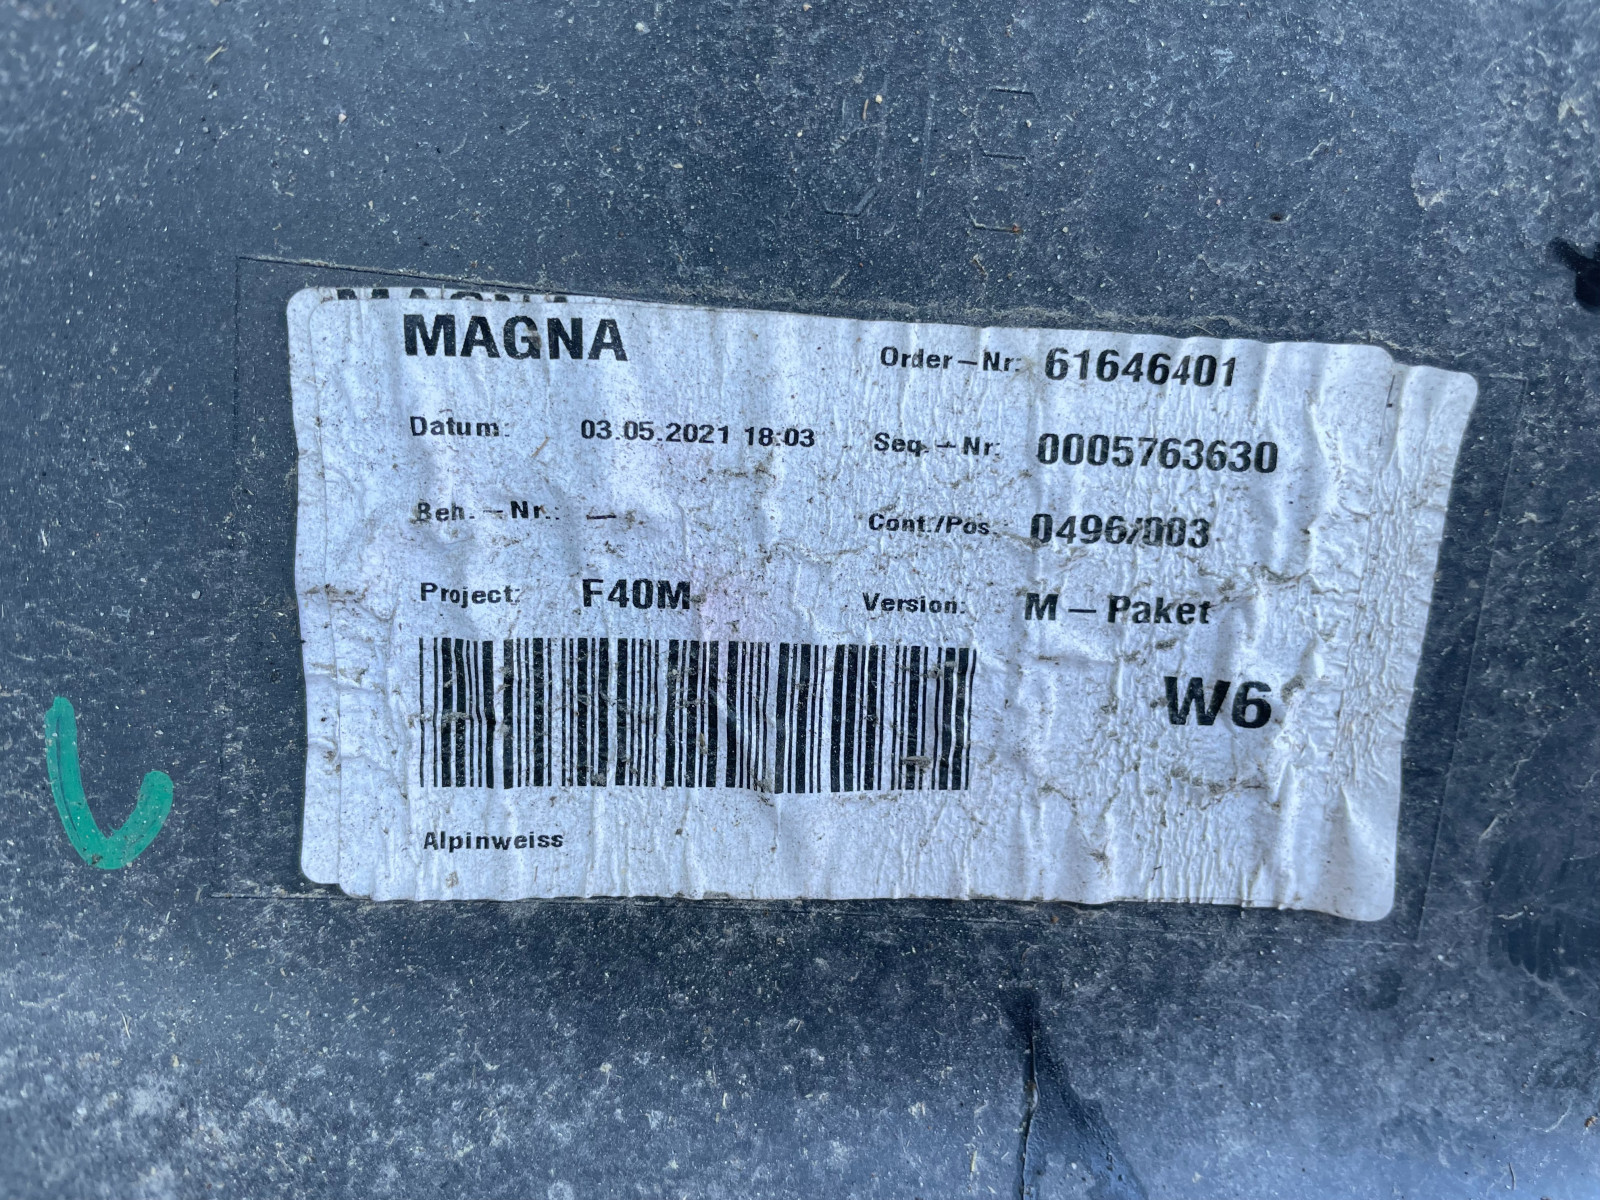 MAGNA
MAGNA
Order-Nr: 61646401
Datum: 03.05.2021 18:03
Seq.-Nr: 0005763630
Beh.-Nr.: -
Cont./Pos.: 0496/003
Project: F40M
Version: M-Paket
W6
Alpinweiss